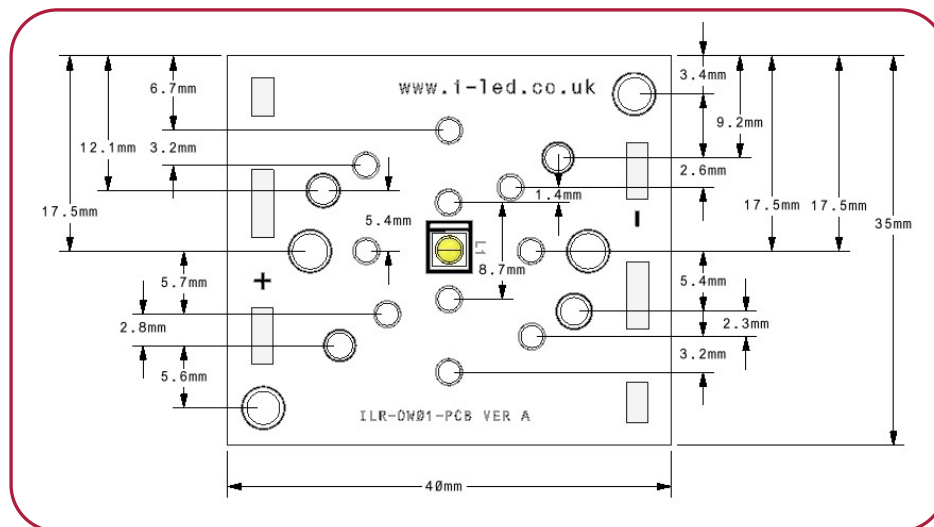 www.i-led.co.uk
3.4mm
6.7mm
9.2mm
12.1mm
3.2mm
2.6mm
1.4mm
17.5mm
5.4mm
17.5mm
17.5mm
35mm
-
L1
8.7mm
+
5.7mm
5.4mm
2.8mm
2.3mm
3.2mm
5.6mm
ILR-OW01-PCB VER A
40mm